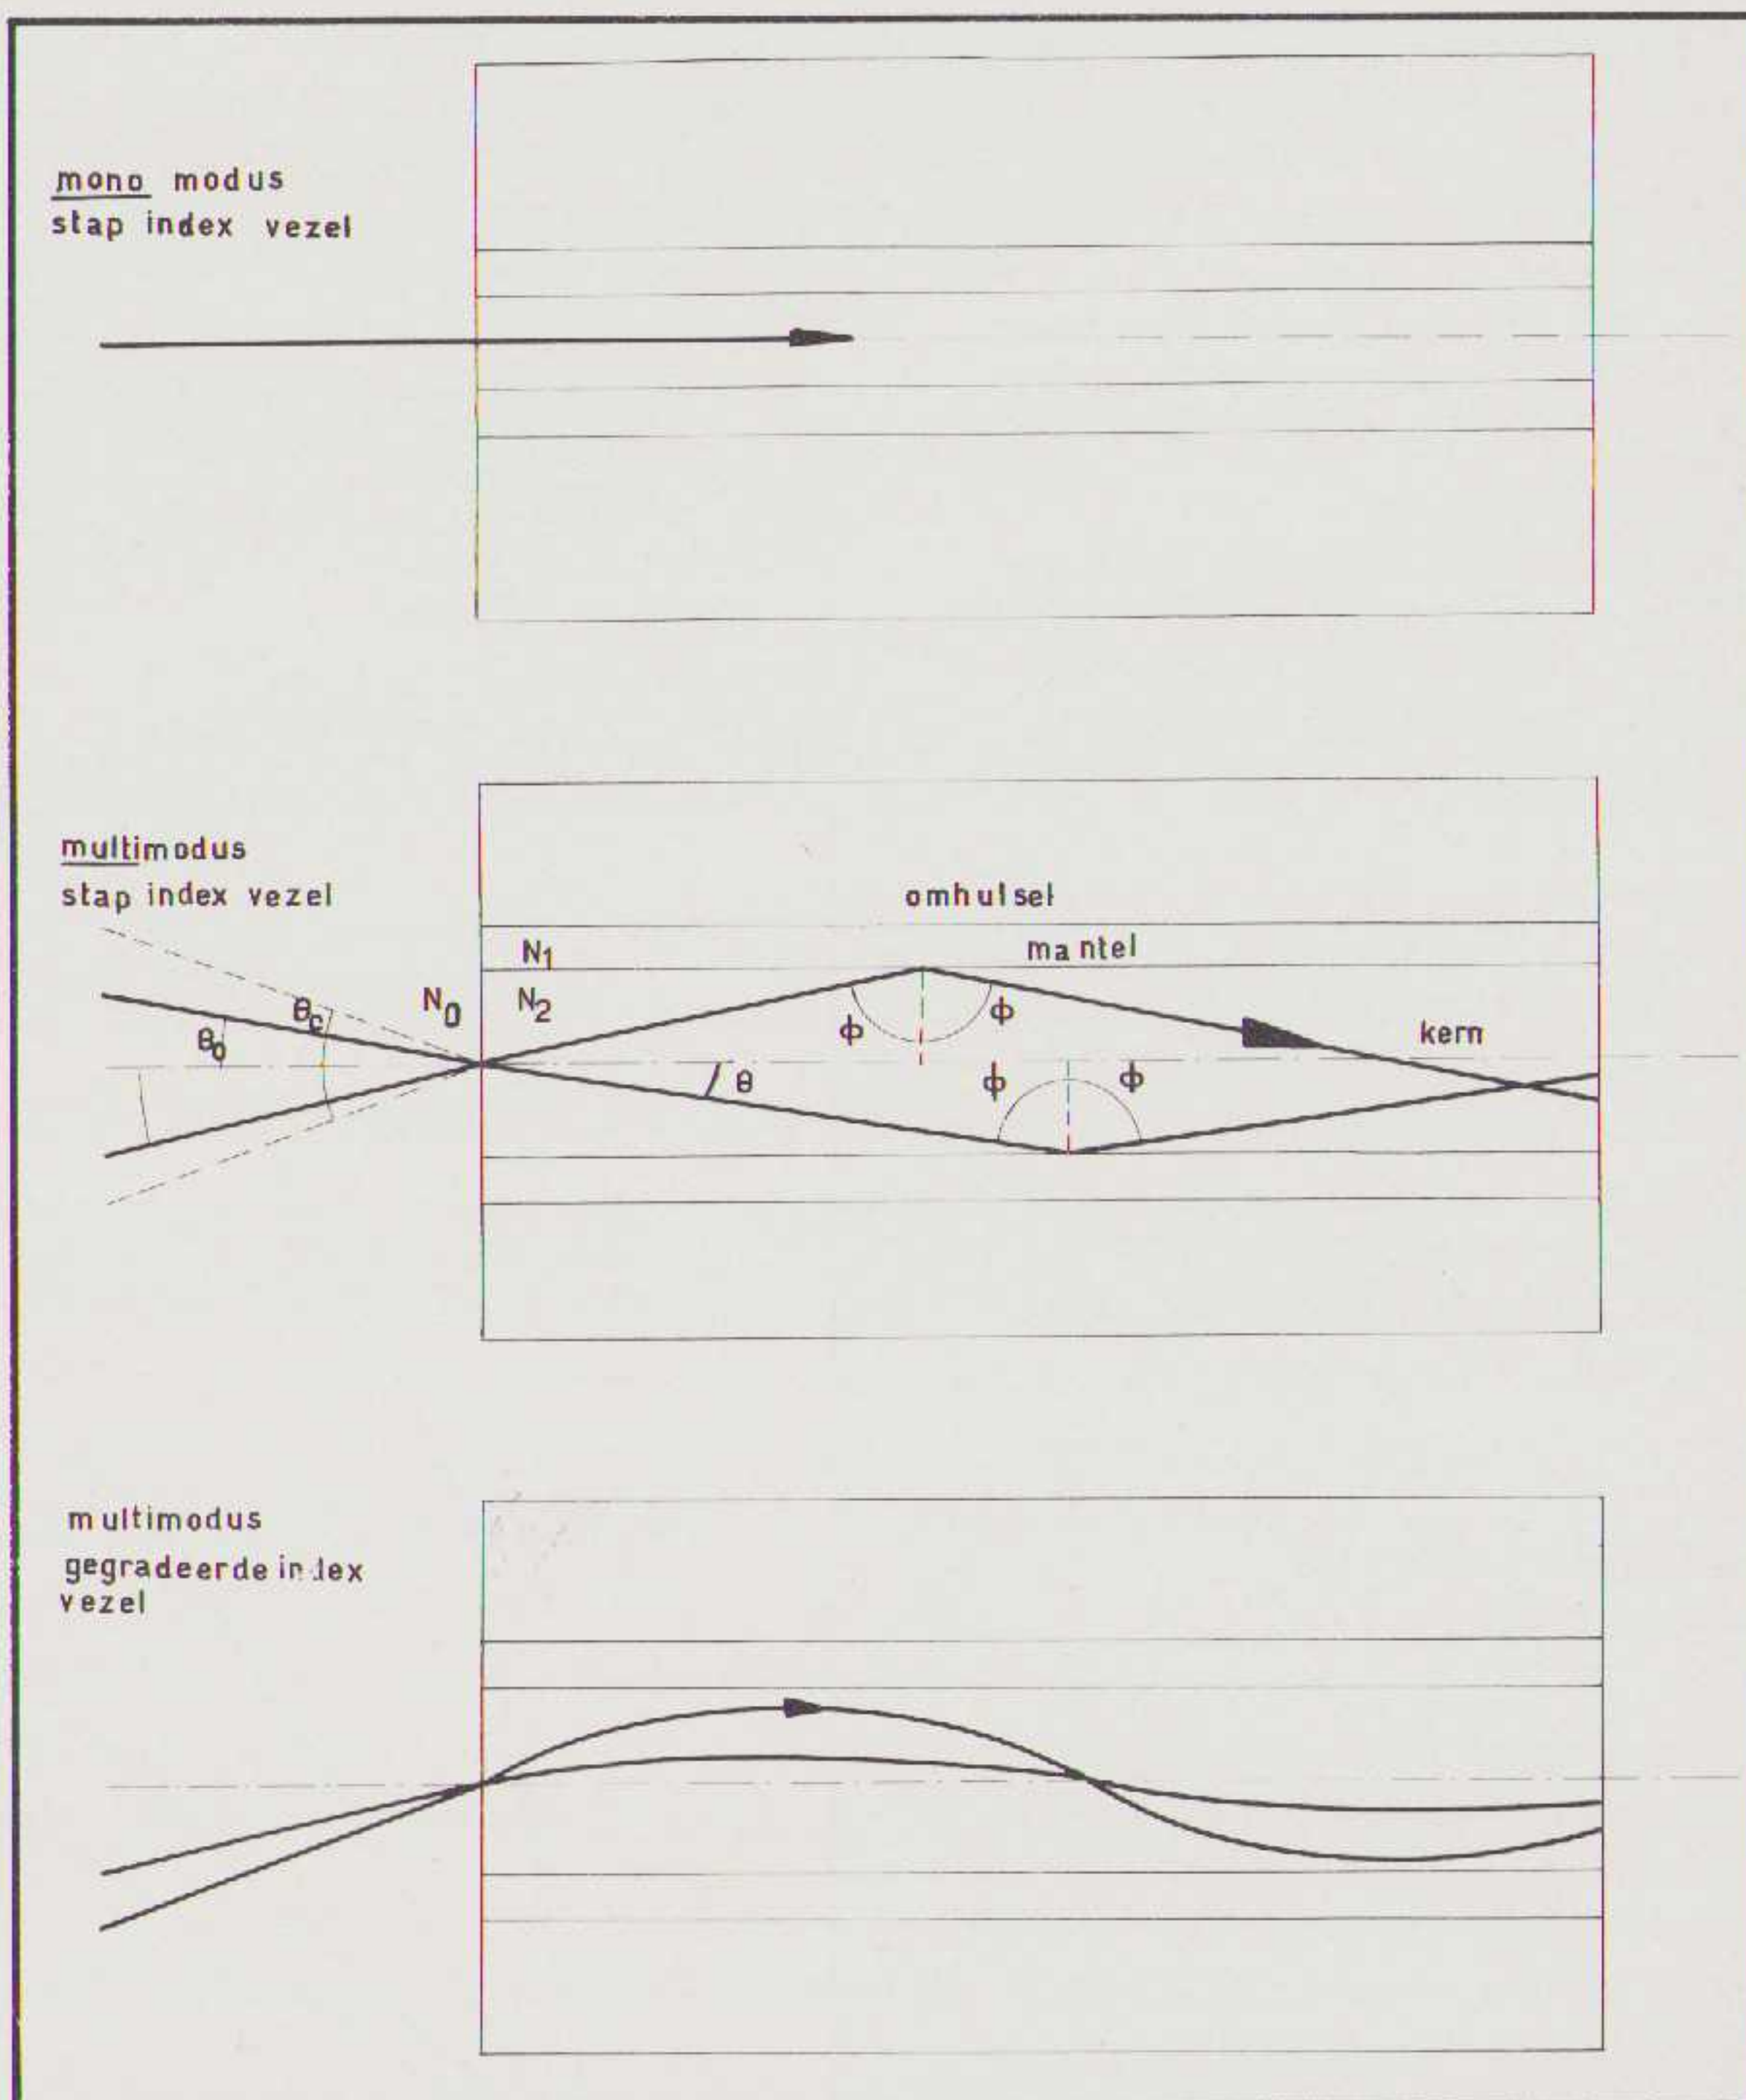 mono modus
stap index vezel
multimodus
stap index vezel
omhulsel
N1
mantel
N0
N2
θc
θ0
ϕ
ϕ
kern
θ
ϕ
ϕ
multimodus
gegradeerde index
vezel